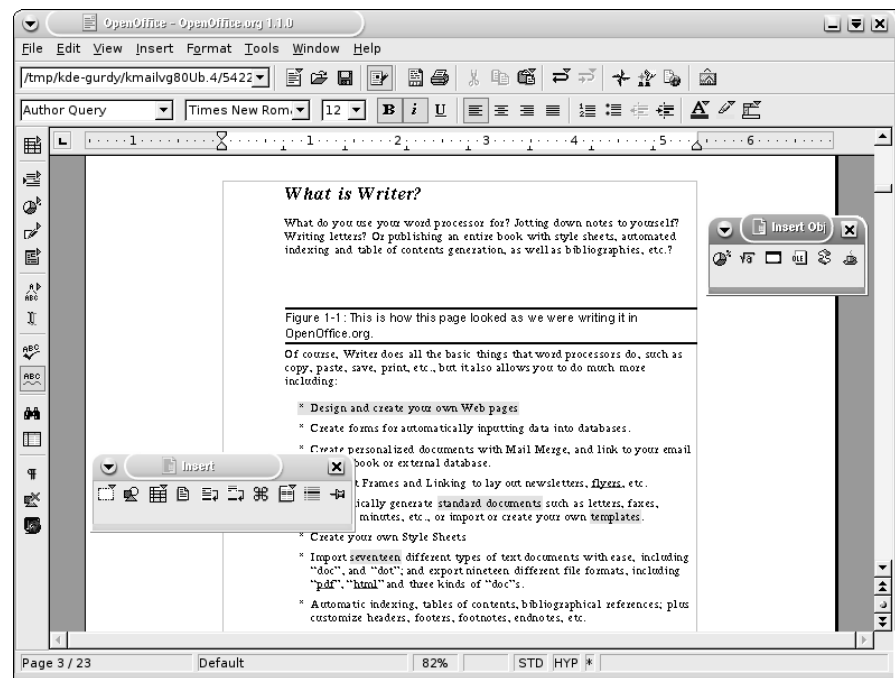 OpenOffice - OpenOffice.org 1.1.0
File Edit View Insert Format Tools Window Help
/tmp/kde-gurdy/kmailvg80Ub.4/5422
Author Query Times New Rom 12 B i U A
1 1 2 3 4 5 6
What is Writer?
What do you use your word processor for? Jotting down notes to yourself?
Writing letters? Or publishing an entire book with style sheets, automated
indexing and table of contents generation, as well as bibliographies, etc.?
Insert Obj
OLE
Figure 1-1: This is how this page looked as we were writing it in
OpenOffice.org.
Of course, Writer does all the basic things that word processors do, such as
copy, paste, save, print, etc., but it also allows you to do much more
including:
* Design and create your own Web pages
* Create forms for automatically inputting data into databases.
* Create personalized documents with Mail Merge, and link to your email
book or external database.
Frames and Linking to lay out newsletters, flyers, etc.
ically generate standard documents such as letters, faxes,
minutes, etc., or import or create your own templates.
Insert
* Create your own Style Sheets
* Import seventeen different types of text documents with ease, including
"doc", and "dot"; and export nineteen different file formats, including
"pdf", "html" and three kinds of "doc"s.
* Automatic indexing, tables of contents, bibliographical references; plus
customize headers, footers, footnotes, endnotes, etc.
ABC
ABC
ABC
Page 3 / 23 Default 82% STD HYP *